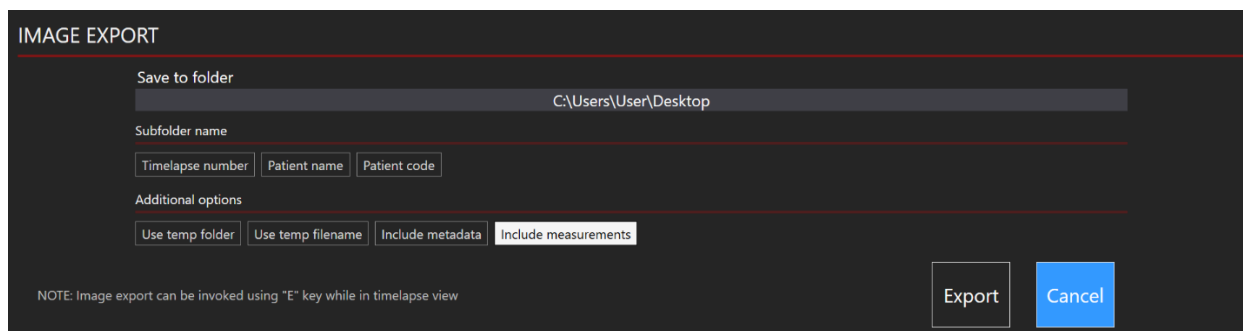 IMAGE EXPORT
Save to folder
C:\Users\User\Desktop
Subfolder name
Timelapse number Patient name Patient code
Additional options
Use temp folder Use temp filename Include metadata Include measurements
NOTE: Image export can be invoked using "E" key while in timelapse view
Export Cancel